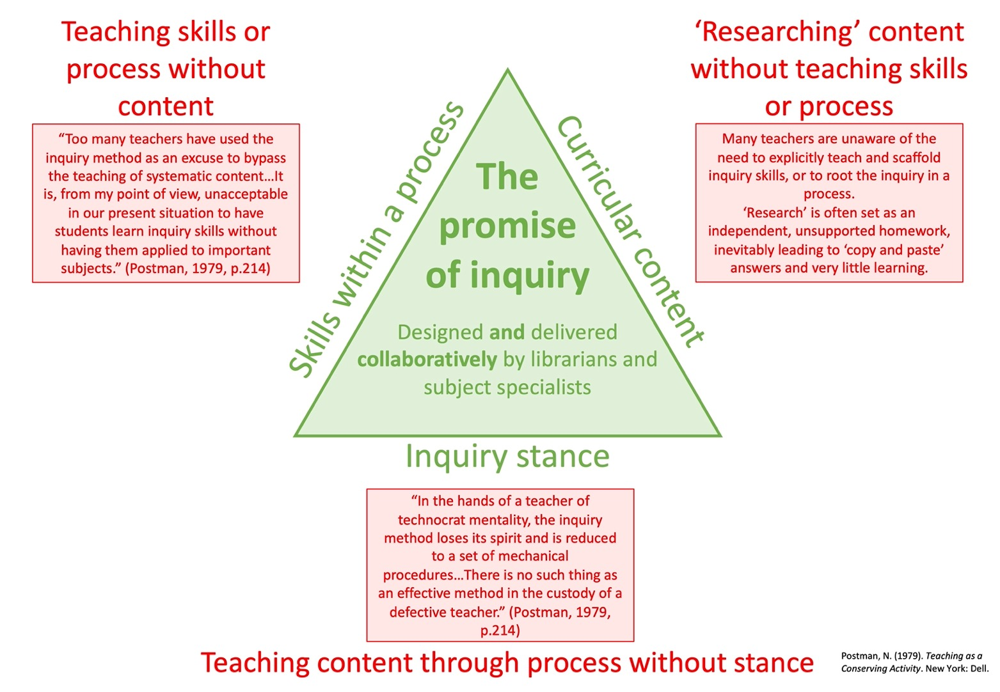 Teaching skills or
process without
content
“Too many teachers have used the
inquiry method as an excuse to bypass
the teaching of systematic content…It
is, from my point of view, unacceptable
in our present situation to have
students learn inquiry skills without
having them applied to important
subjects.” (Postman, 1979, p.214)
‘Researching’ content
without teaching skills
or process
Many teachers are unaware of the
need to explicitly teach and scaffold
inquiry skills, or to root the inquiry in a
process.
‘Research’ is often set as an
independent, unsupported homework,
inevitably leading to ‘copy and paste’
answers and very little learning.
Skills within a process
Curricular content
The
promise
of inquiry
Designed and delivered
collaboratively by librarians and
subject specialists
Inquiry stance
“In the hands of a teacher of
technocrat mentality, the inquiry
method loses its spirit and is reduced
to a set of mechanical
procedures…There is no such thing as
an effective method in the custody of a
defective teacher.” (Postman, 1979,
p.214)
Teaching content through process without stance
Postman, N. (1979). Teaching as a
Conserving Activity. New York: Dell.